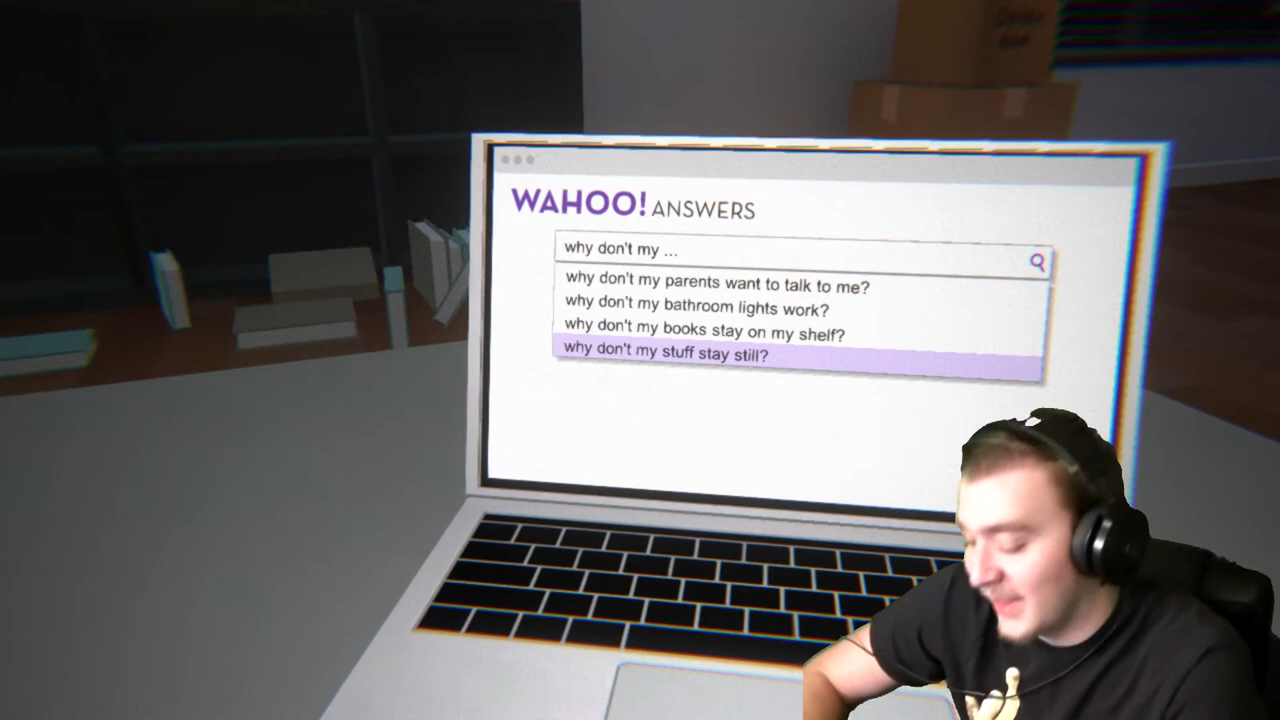 WAHOO! ANSWERS
why don't my ...
why don't my parents want to talk to me?
why don't my bathroom lights work?
why don't my books stay on my shelf?
why don't my stuff stay still?